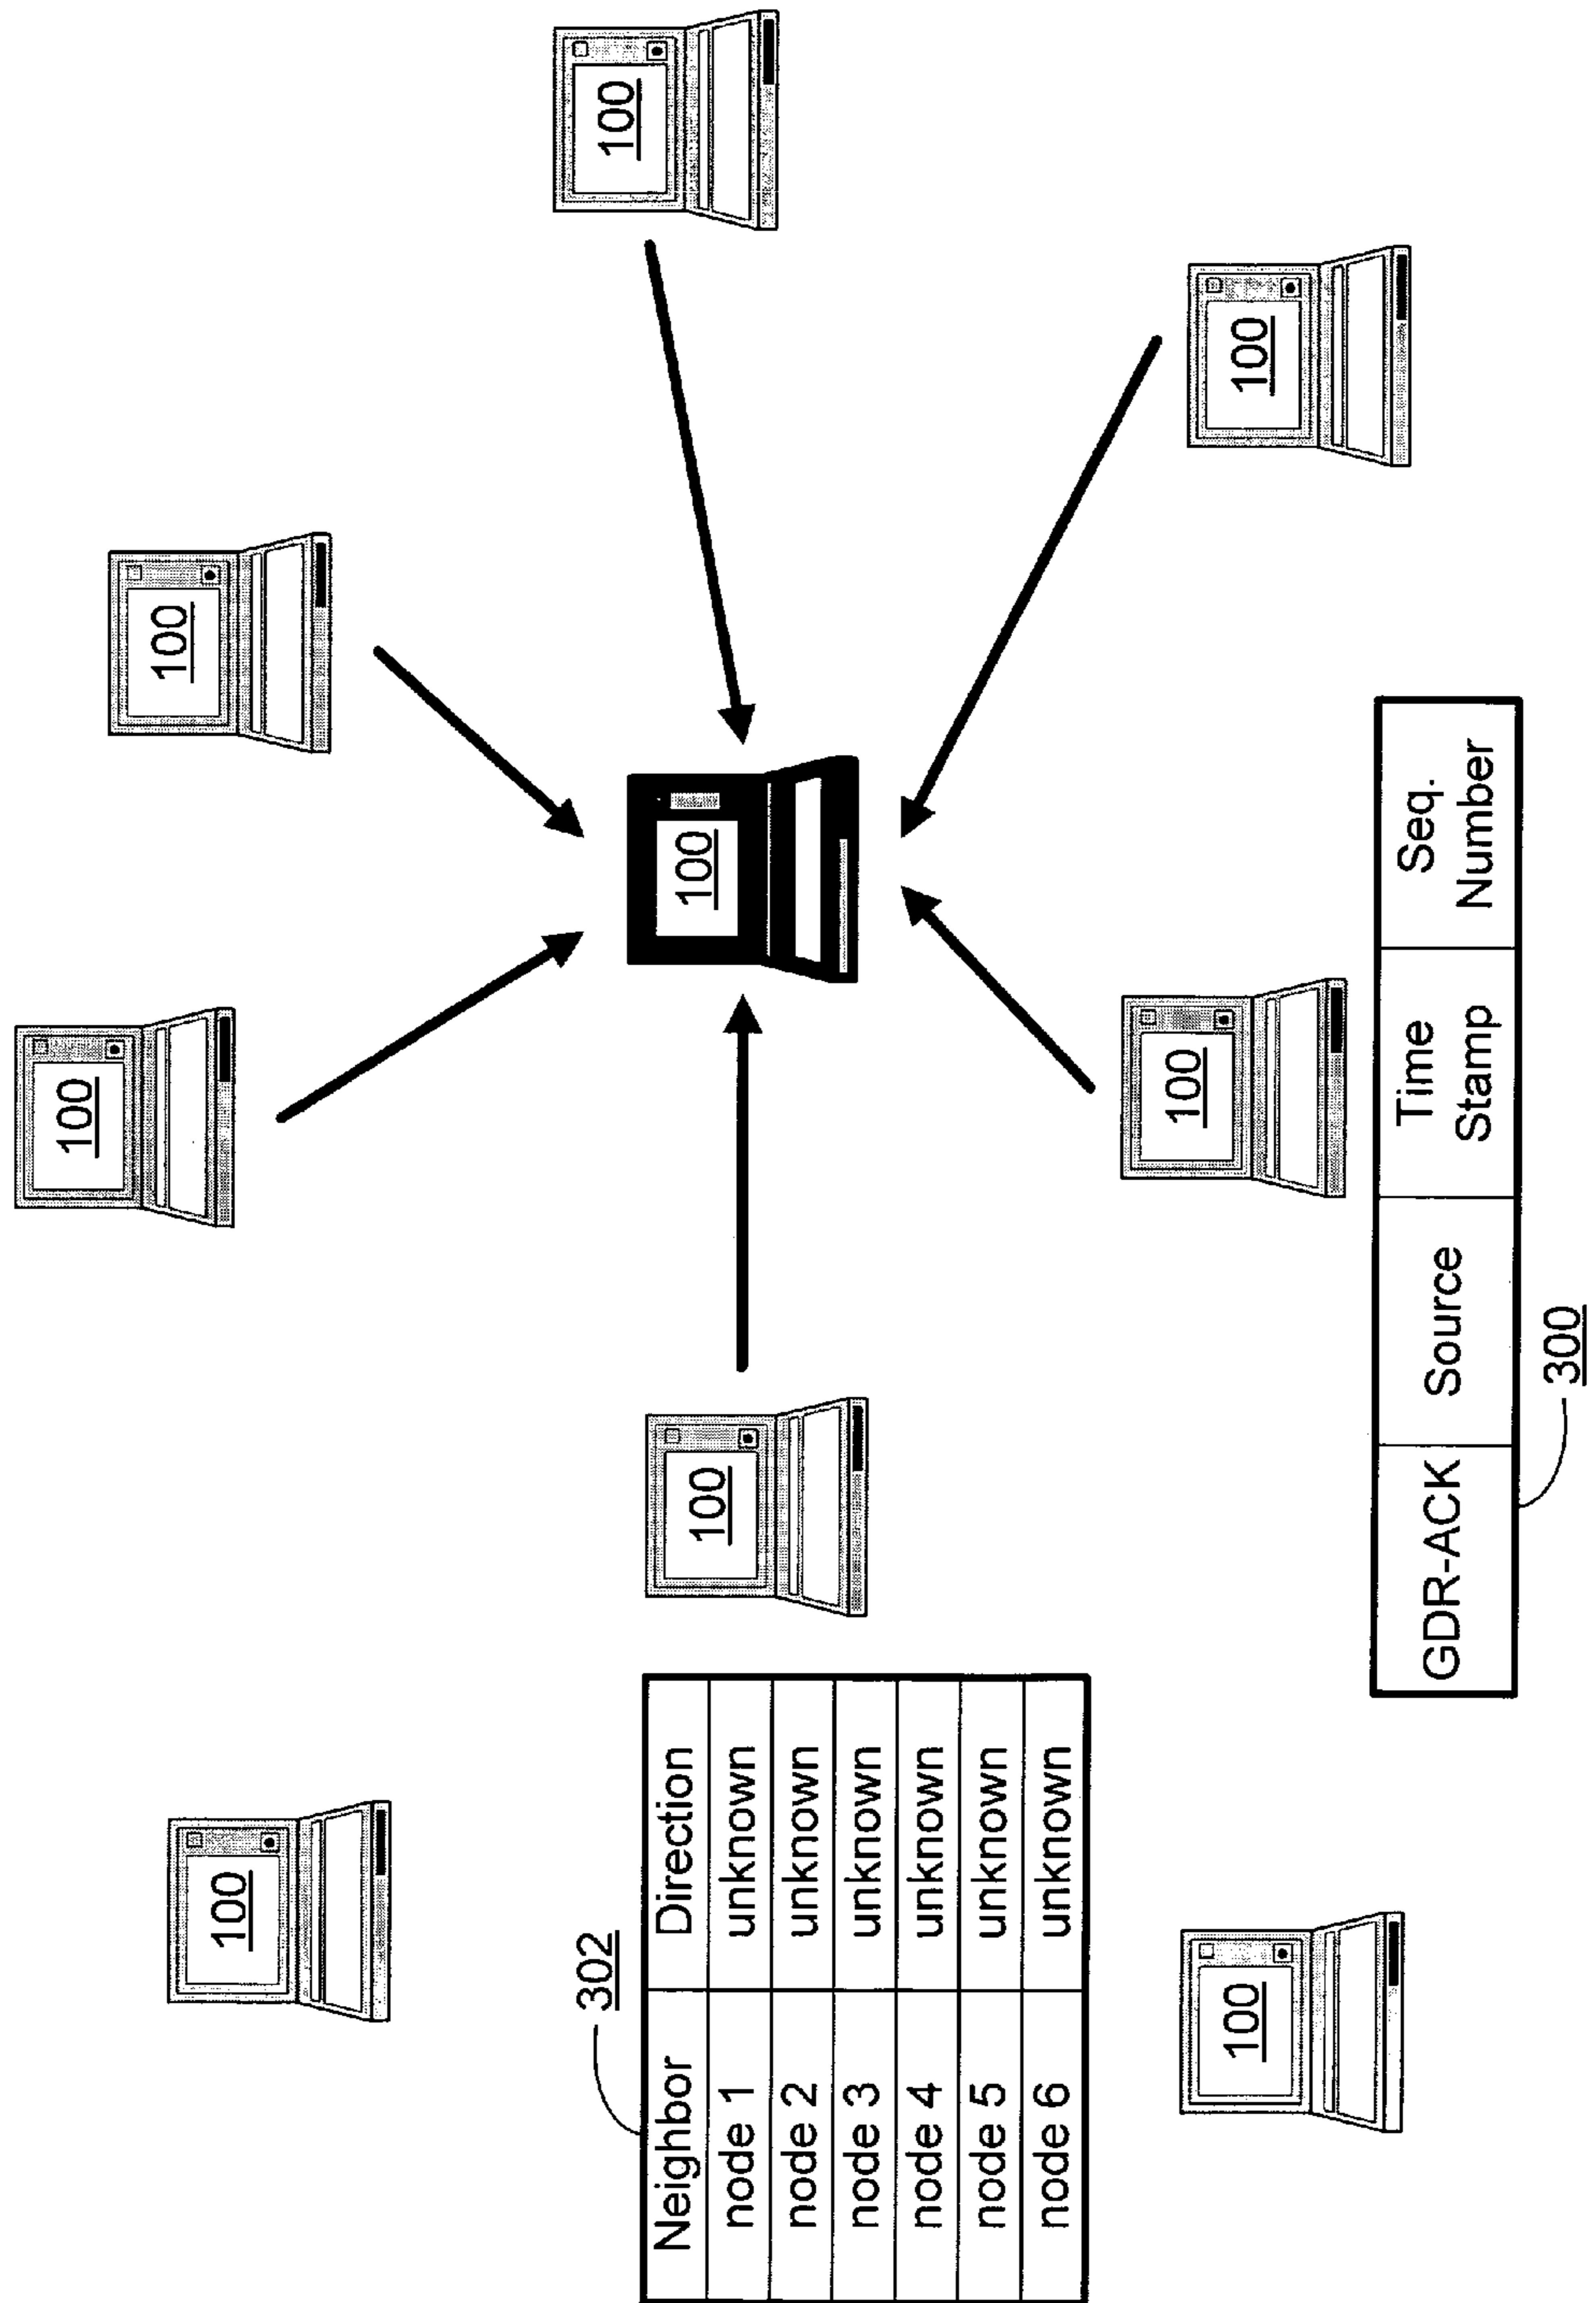 100
100
100
302
100
100
100
Neighbor Direction
node 1 unknown
node 2 unknown
node 3 unknown
node 4 unknown
node 5 unknown
node 6 unknown
100
100
100
GDR-ACK
Source
Time
Stamp
Seq.
Number
300